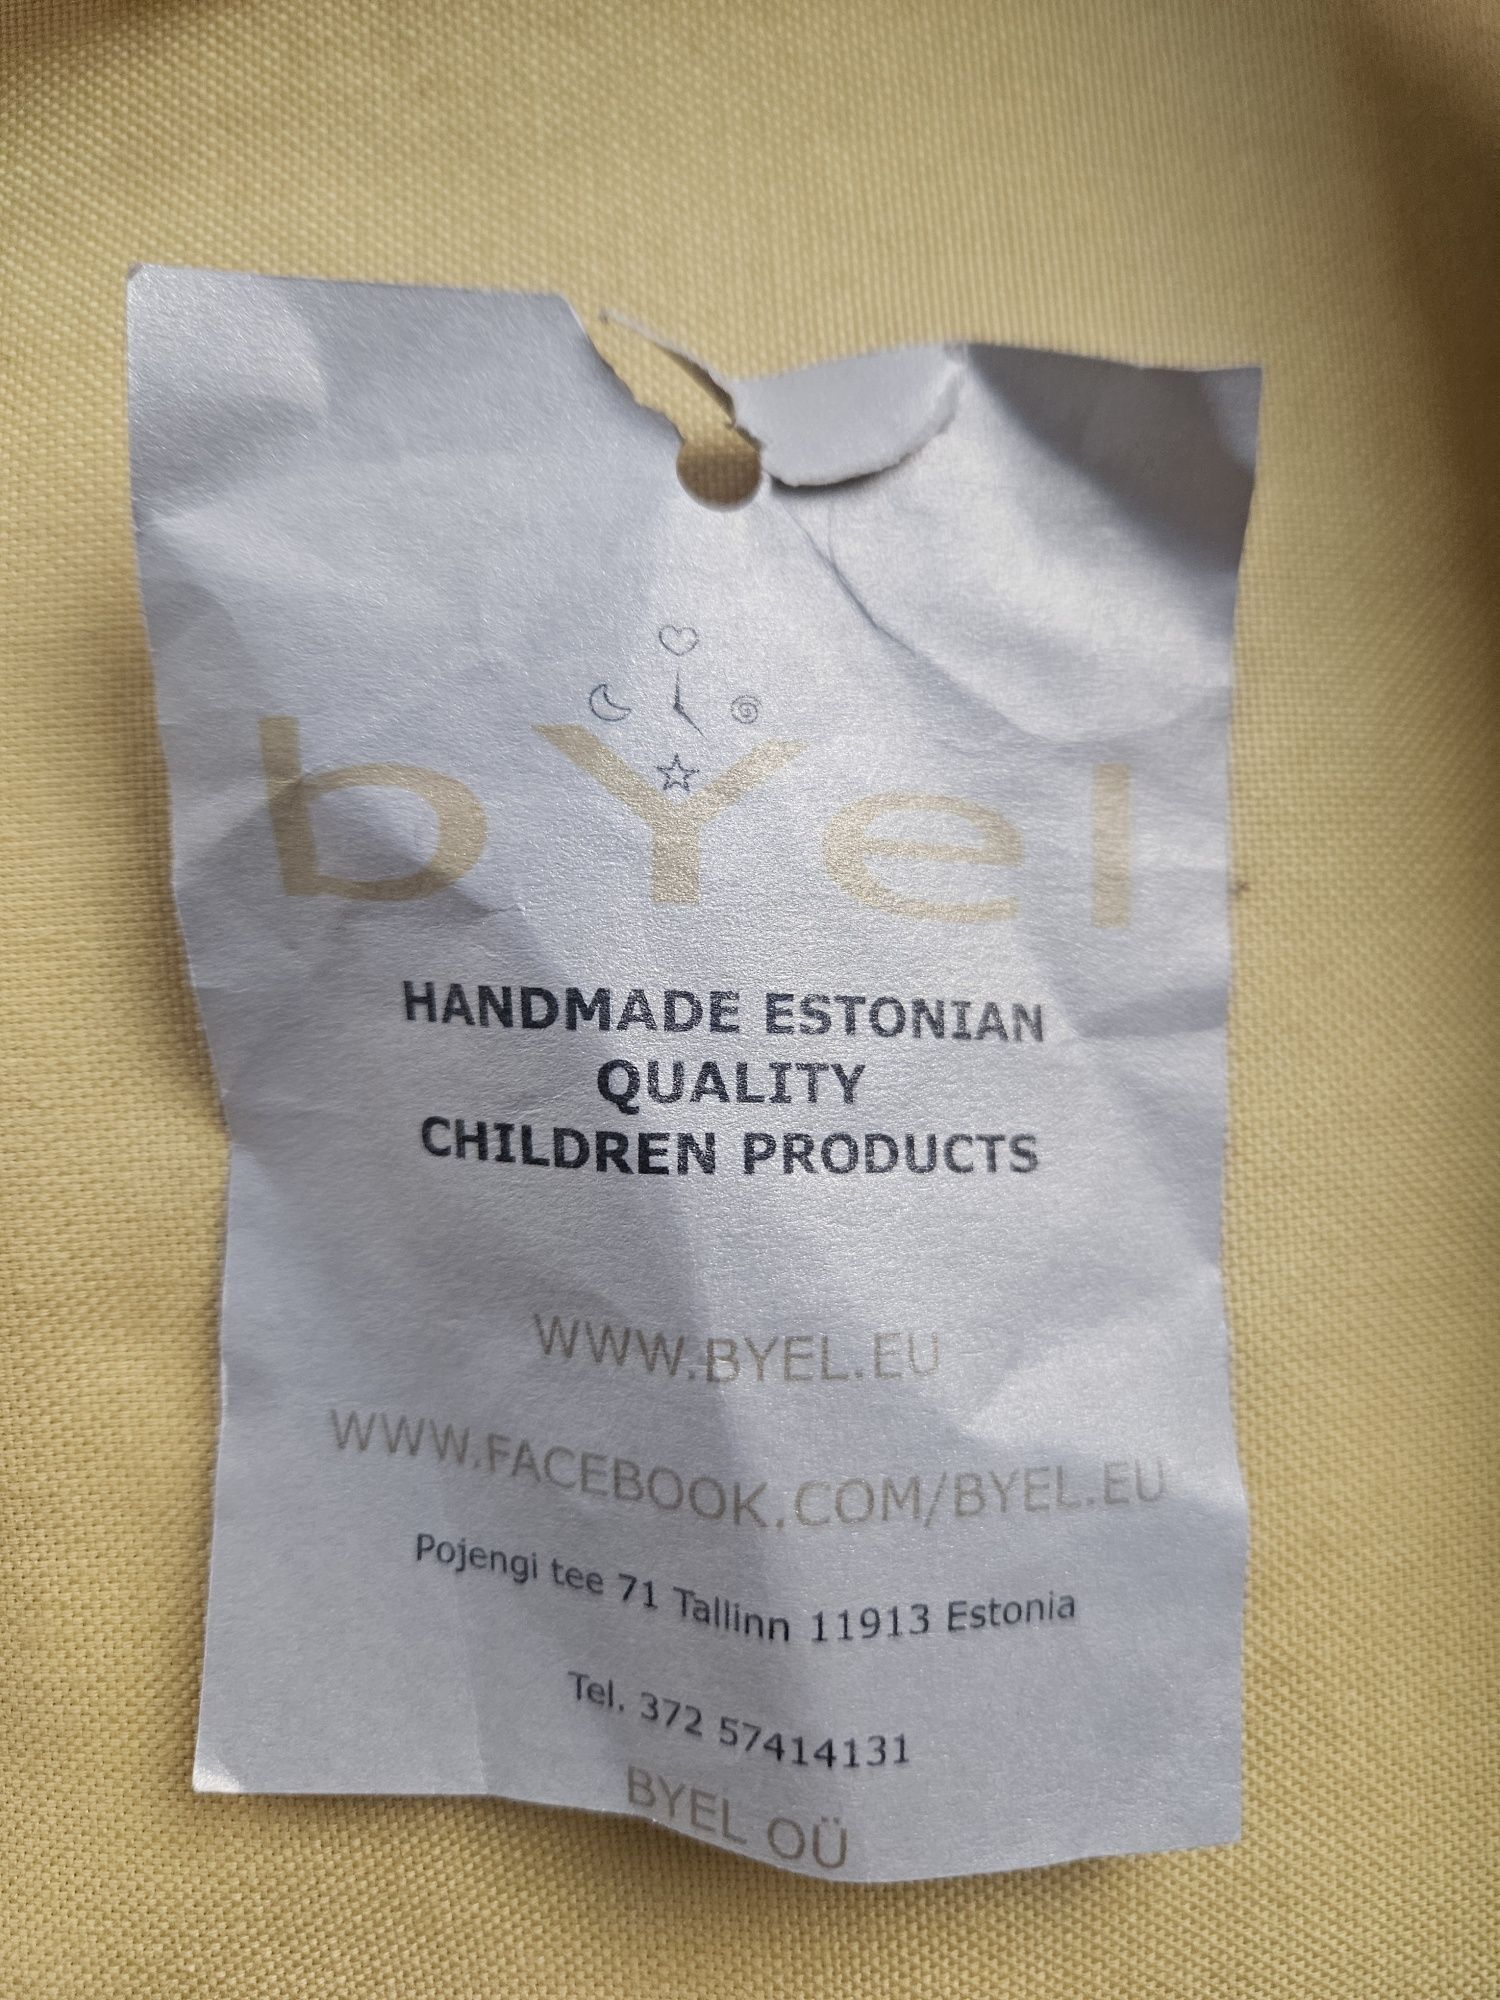 bYel
HANDMADE ESTONIAN
QUALITY
CHILDREN PRODUCTS
WWW.BYEL.EU
WWW.FACEBOOK.COM/BYEL.EU
Pojengi tee 71 Tallinn 11913 Estonia
Tel. 372 57414131
BYEL OÜ